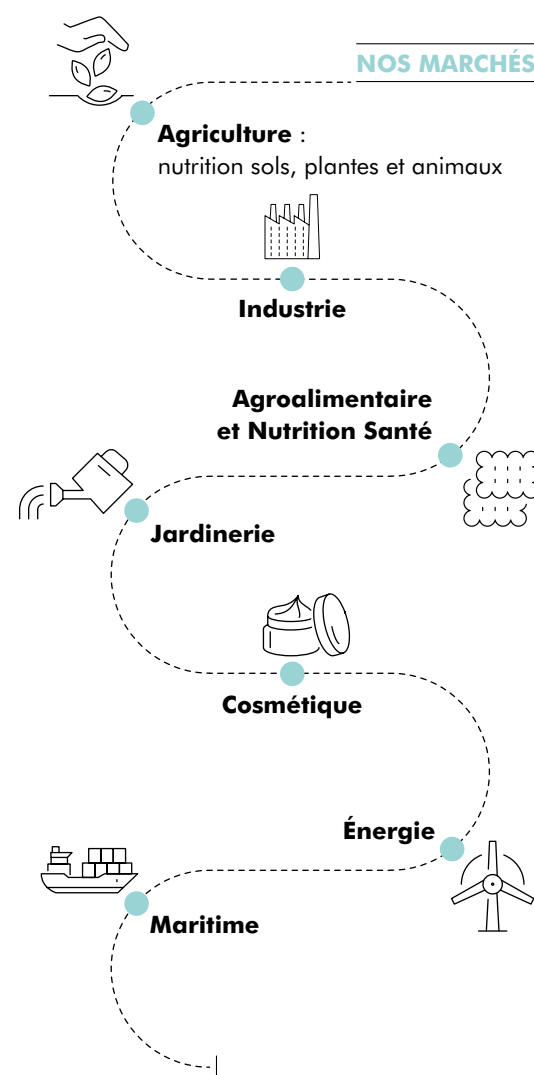 NOS MARCHÉS
Agriculture :
nutrition sols, plantes et animaux
Industrie
Agroalimentaire
et Nutrition Santé
Jardinerie
Cosmétique
Énergie
Maritime